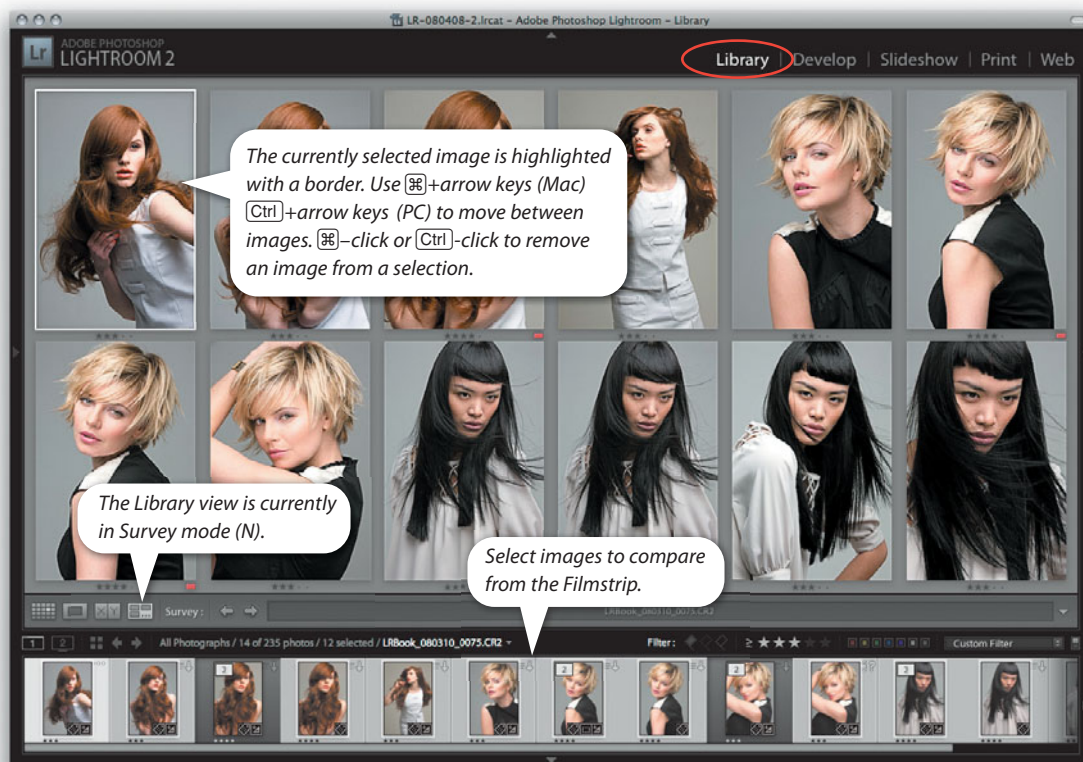 LR-080408-2.lrcat – Adobe Photoshop Lightroom – Library
Lr
ADOBE PHOTOSHOP
LIGHTROOM 2
Library | Develop | Slideshow | Print | Web
The currently selected image is highlighted
with a border. Use ⌘+arrow keys (Mac)
Ctrl+arrow keys (PC) to move between
images. ⌘–click or Ctrl-click to remove
an image from a selection.
The Library view is currently
in Survey mode (N).
Select images to compare
from the Filmstrip.
XY
Survey :
LRBook_080310_0075.CR2
1 2
All Photographs / 14 of 235 photos / 12 selected / LRBook_080310_0075.CR2
Filter :
≥ ★★★
Custom Filter
2
2
2
2